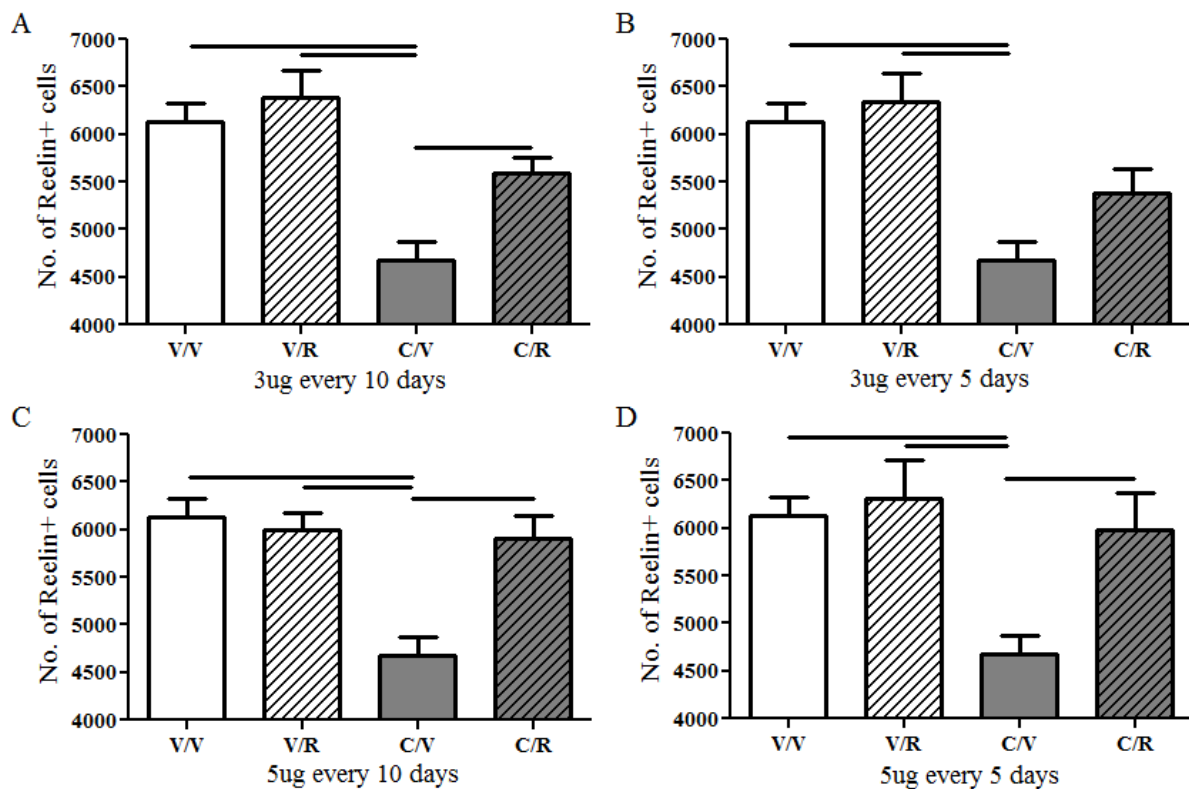 A
No. of Reelin+ cells
7000
6500
6000
5500
5000
4500
4000
V/V V/R C/V C/R
3ug every 10 days
B
No. of Reelin+ cells
7000
6500
6000
5500
5000
4500
4000
V/V V/R C/V C/R
3ug every 5 days
C
No. of Reelin+ cells
7000
6500
6000
5500
5000
4500
4000
V/V V/R C/V C/R
5ug every 10 days
D
No. of Reelin+ cells
7000
6500
6000
5500
5000
4500
4000
V/V V/R C/V C/R
5ug every 5 days